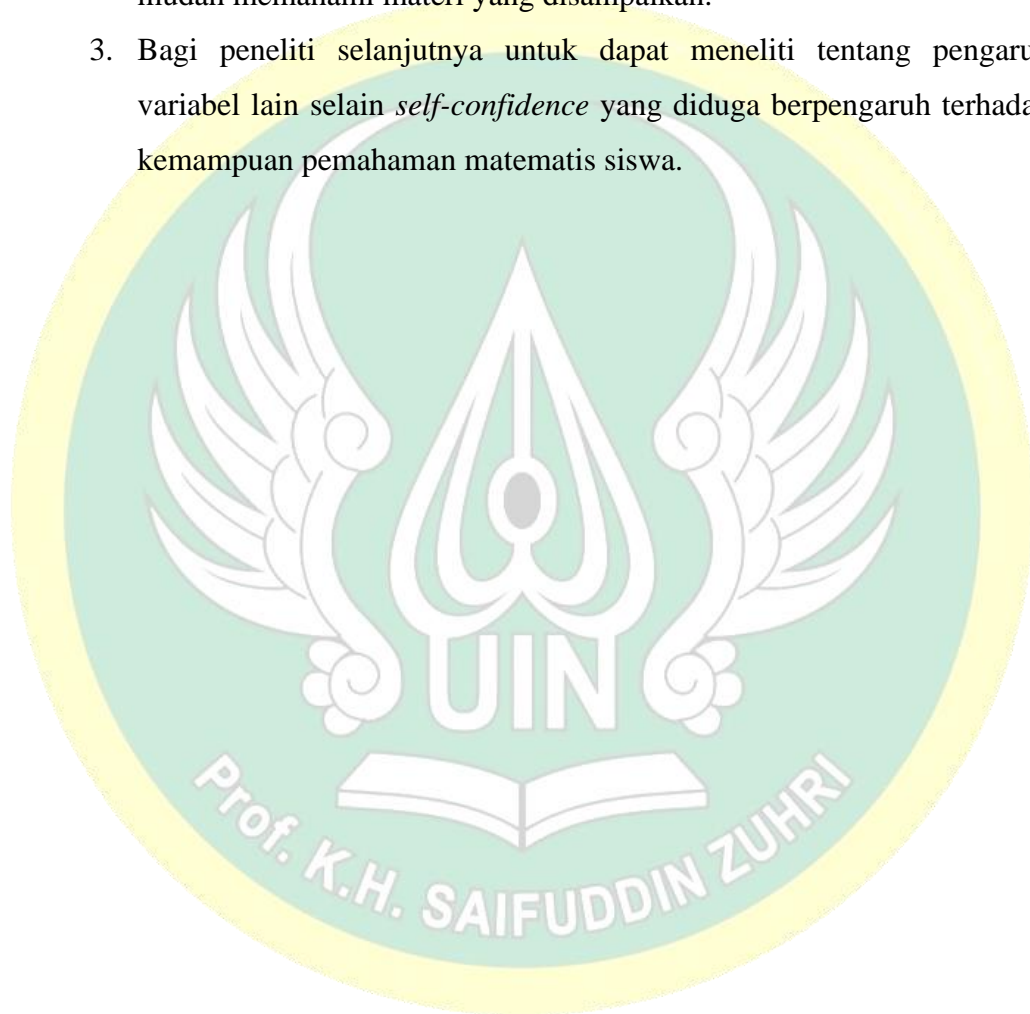 mudah memahami materi yang disampaikan.
3. Bagi peneliti selanjutnya untuk dapat meneliti tentang pengaru
variabel lain selain self-confidence yang diduga berpengaruh terhada
kemampuan pemahaman matematis siswa.
UIN
Prof. K.H. SAIFUDDIN ZUHRI